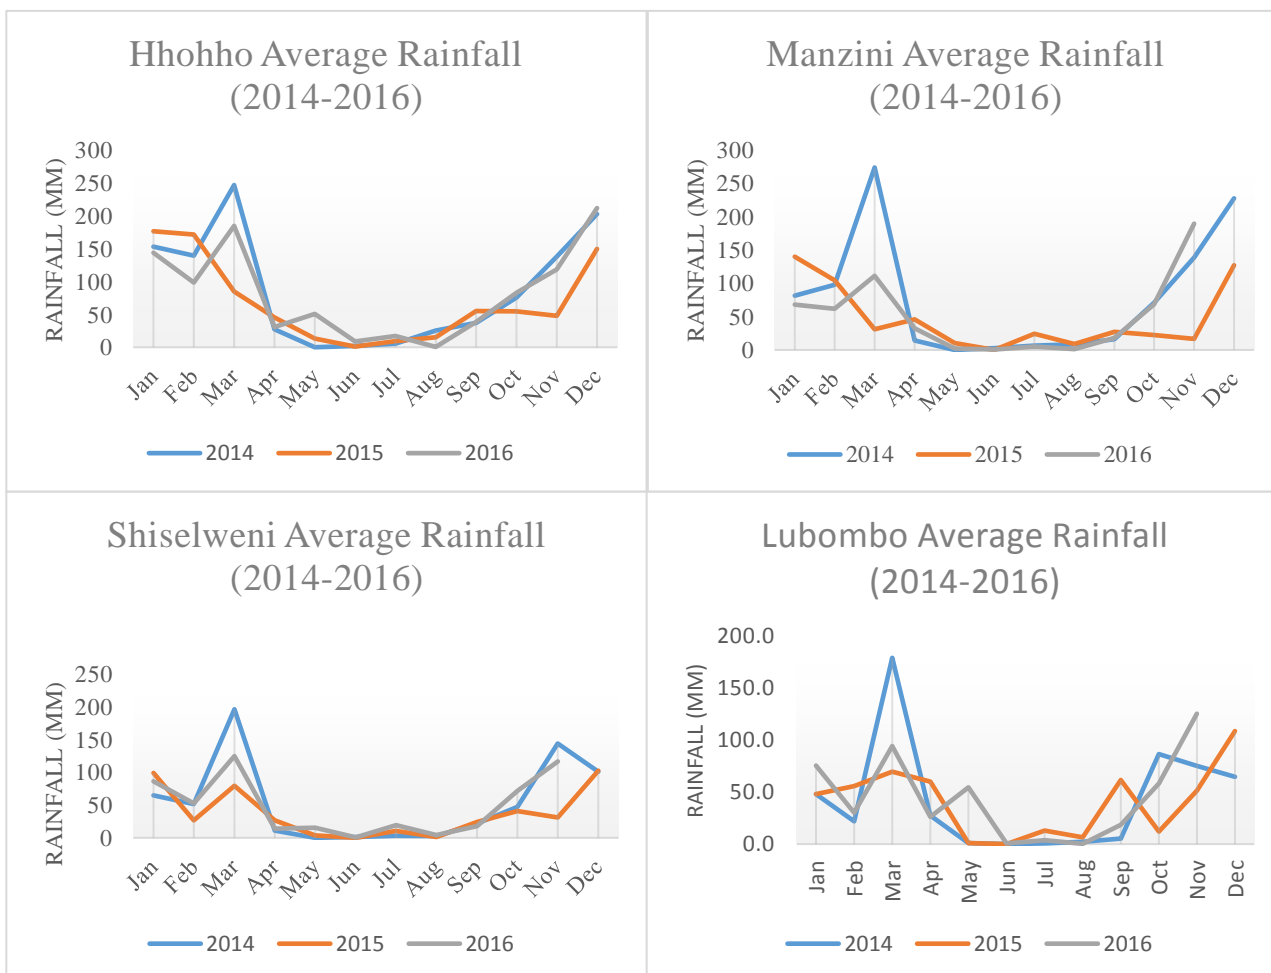 Hhohho Average Rainfall
(2014-2016)
RAINFALL (MM)
300
250
200
150
100
50
0
Jan Feb Mar Apr May Jun Jul Aug Sep Oct Nov Dec
2014 2015 2016
Manzini Average Rainfall
(2014-2016)
RAINFALL (MM)
300
250
200
150
100
50
0
Jan Feb Mar Apr May Jun Jul Aug Sep Oct Nov Dec
2014 2015 2016
Shiselweni Average Rainfall
(2014-2016)
RAINFALL (MM)
250
200
150
100
50
0
Jan Feb Mar Apr May Jun Jul Aug Sep Oct Nov Dec
2014 2015 2016
Lubombo Average Rainfall
(2014-2016)
RAINFALL (MM)
200.0
150.0
100.0
50.0
0.0
Jan Feb Mar Apr May Jun Jul Aug Sep Oct Nov Dec
2014 2015 2016